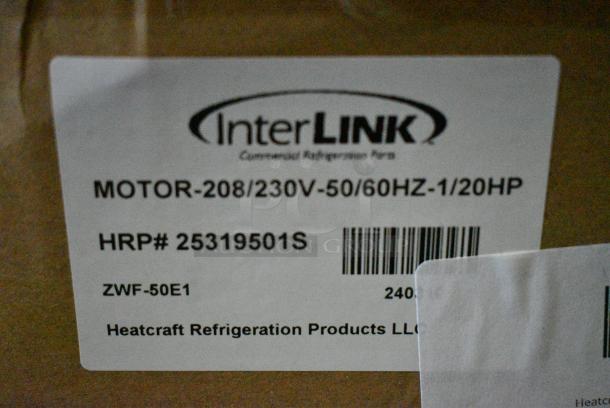 InterLINK
Commercial Refrigeration Parts
MOTOR-208/230V-50/60HZ-1/20HP
HRP# 25319501S
ZWF-50E1
Heatcraft Refrigeration Products LLC